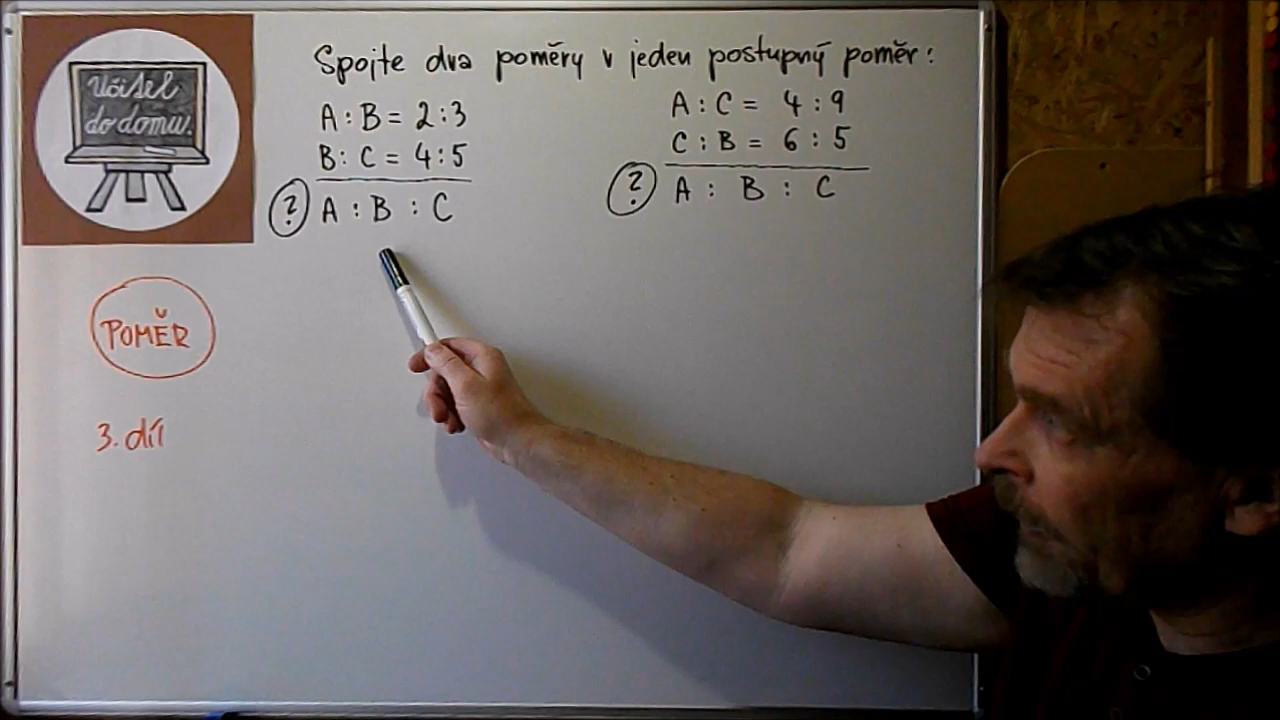 Učitel
do domu.
Spojte dva poměry v jeden postupný poměr:
A : B = 2 : 3
B : C = 4 : 5
? A : B : C
A : C = 4 : 9
C : B = 6 : 5
? A : B : C
POMĚR
3. díl